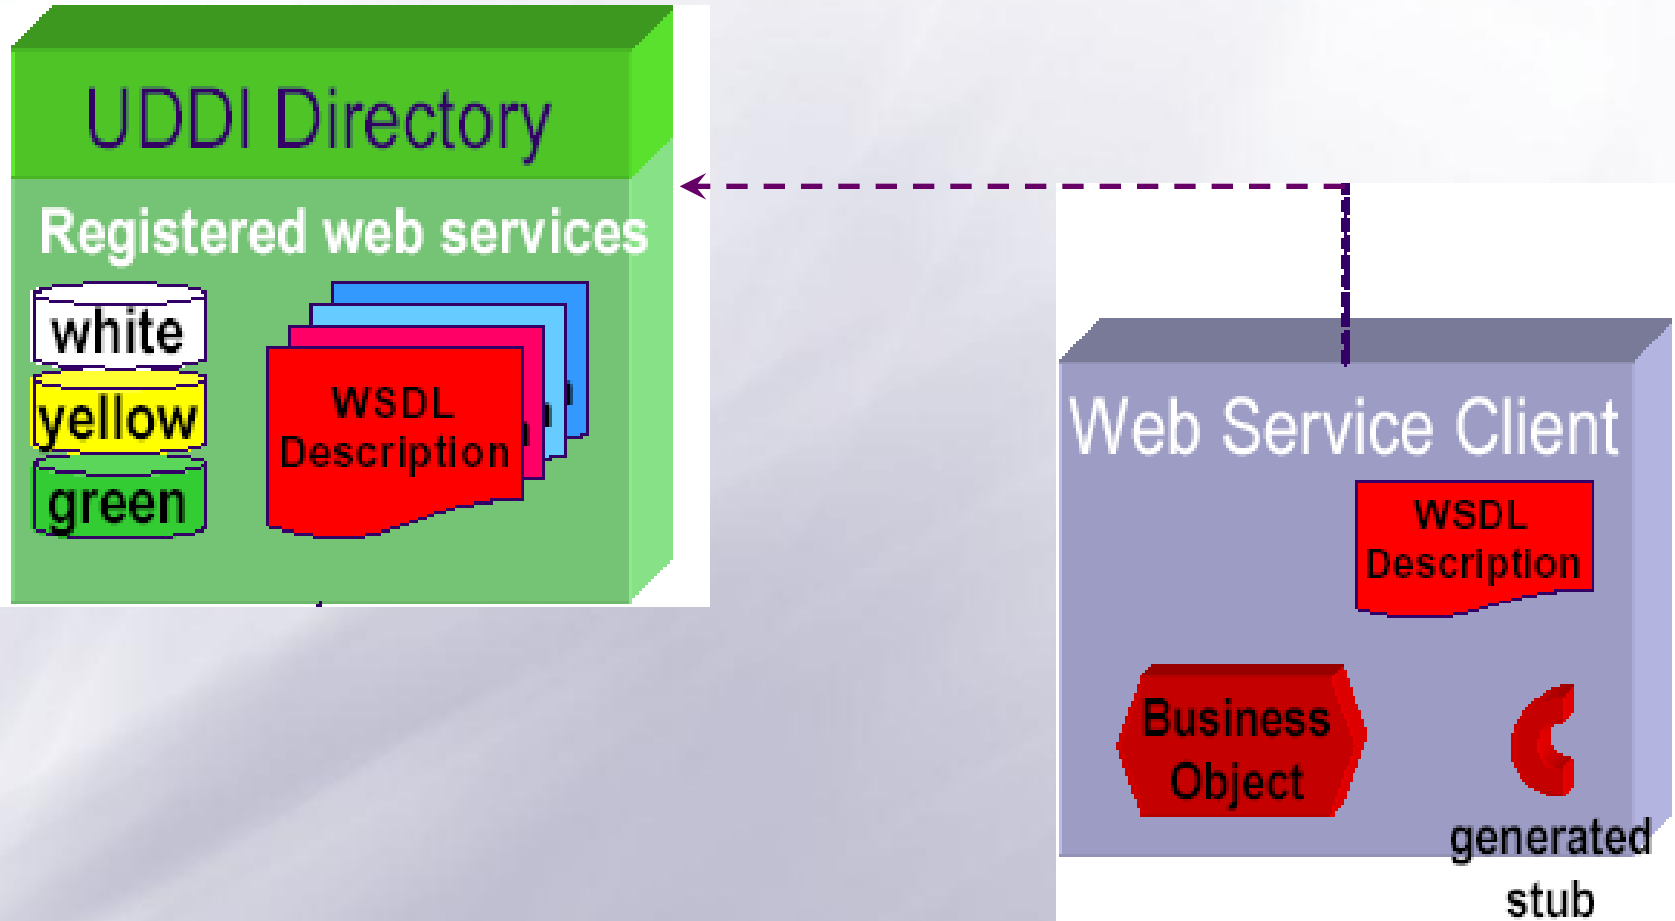 UDDI Directory
Registered web services
white
yellow
green
WSDL
Description
Web Service Client
WSDL
Description
Business
Object
generated
stub